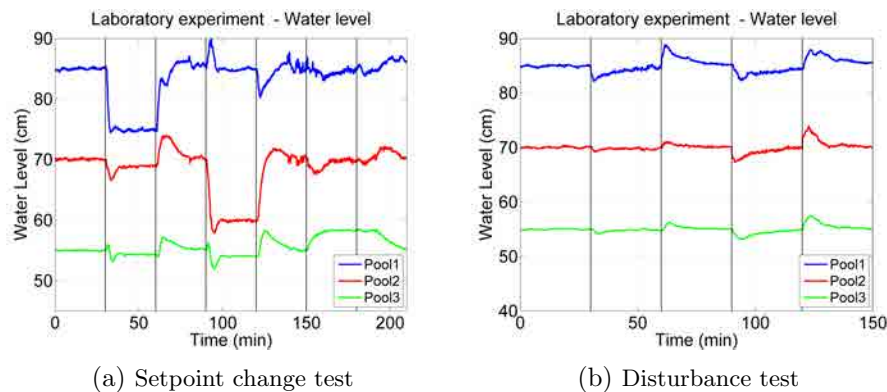 Laboratory experiment - Water level
90
80
70
60
50
Water Level (cm)
0
50
100
150
200
Time (min)
Pool1
Pool2
Pool3
(a) Setpoint change test
Laboratory experiment - Water level
90
80
70
60
50
40
Water Level (cm)
0
50
100
150
Time (min)
Pool1
Pool2
Pool3
(b) Disturbance test